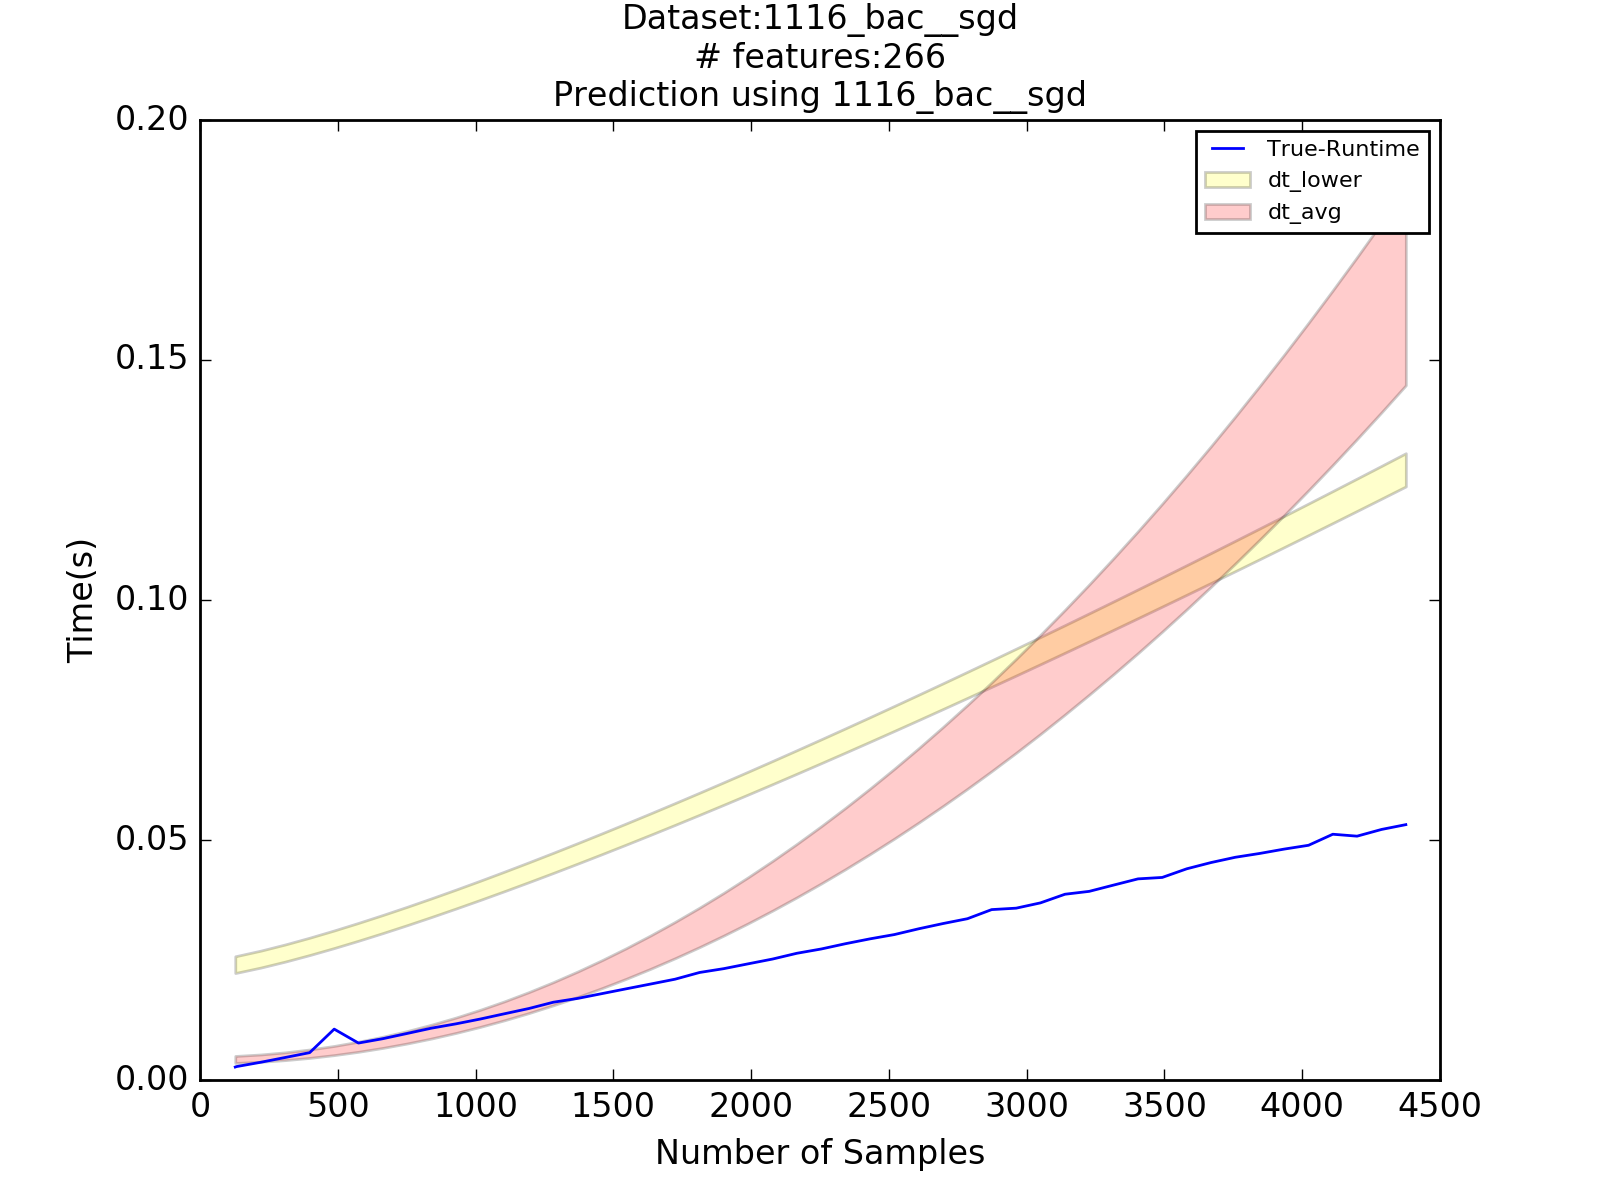 Dataset:1116_bac__sgd
# features:266
Prediction using 1116_bac__sgd
True-Runtime
dt_lower
dt_avg
0.20
0.15
0.10
0.05
0.00
Time(s)
0 500 1000 1500 2000 2500 3000 3500 4000 4500
Number of Samples